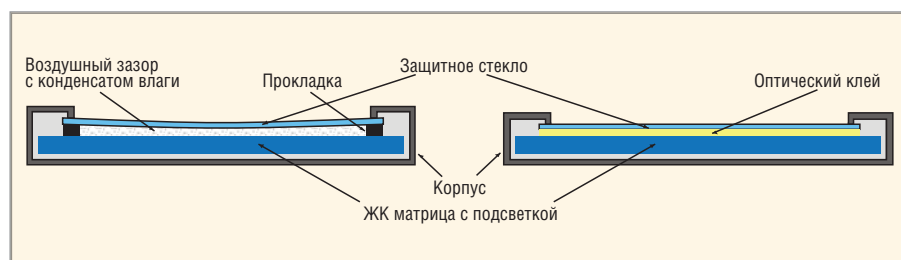 Воздушный зазор
с конденсатом влаги
Прокладка
Защитное стекло
Оптический клей
Корпус
ЖК матрица с подсветкой